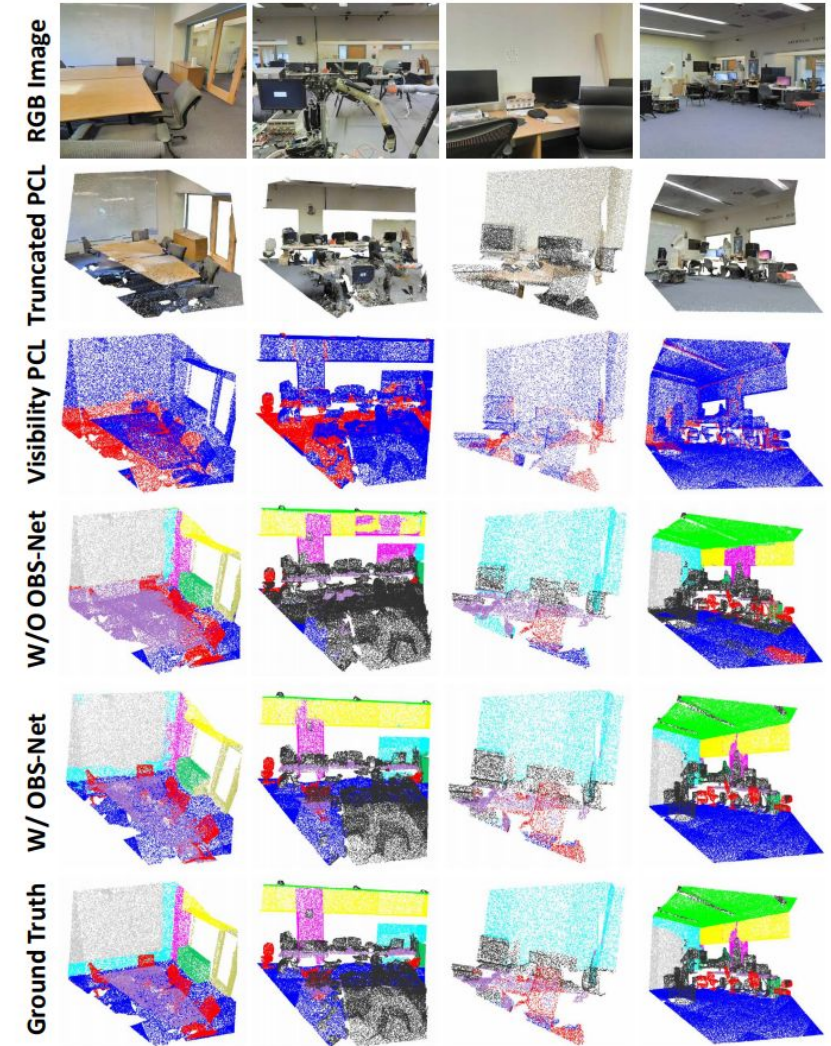 RGB Image
Truncated PCL
Visibility PCL
W/O OBS-Net
W/ OBS-Net
Ground Truth